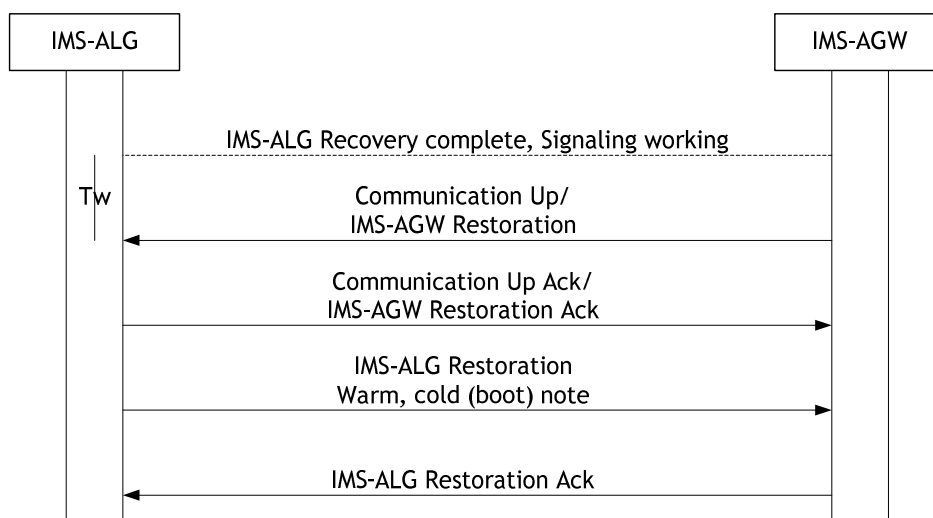 IMS-ALG
IMS-AGW
IMS-ALG Recovery complete, Signaling working
Tw
Communication Up/
IMS-AGW Restoration
Communication Up Ack/
IMS-AGW Restoration Ack
IMS-ALG Restoration
Warm, cold (boot) note
IMS-ALG Restoration Ack